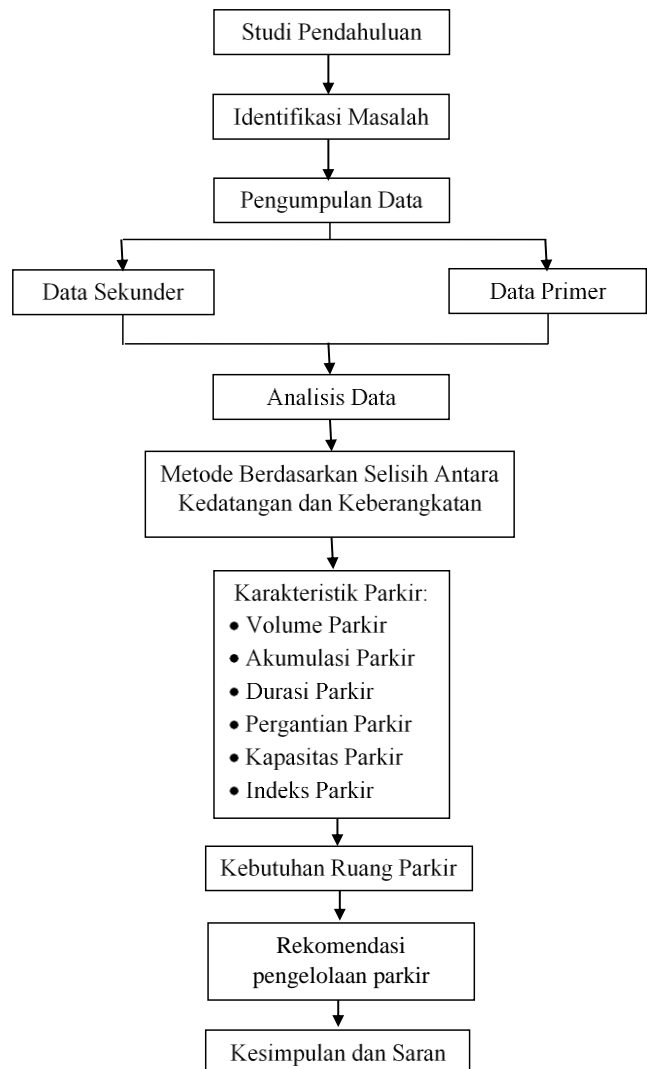 Studi Pendahuluan
Identifikasi Masalah
Pengumpulan Data
Data Sekunder
Data Primer
Analisis Data
Metode Berdasarkan Selisih Antara
Kedatangan dan Keberangkatan
Karakteristik Parkir:
• Volume Parkir
• Akumulasi Parkir
• Durasi Parkir
• Pergantian Parkir
• Kapasitas Parkir
• Indeks Parkir
Kebutuhan Ruang Parkir
Rekomendasi
pengelolaan parkir
Kesimpulan dan Saran